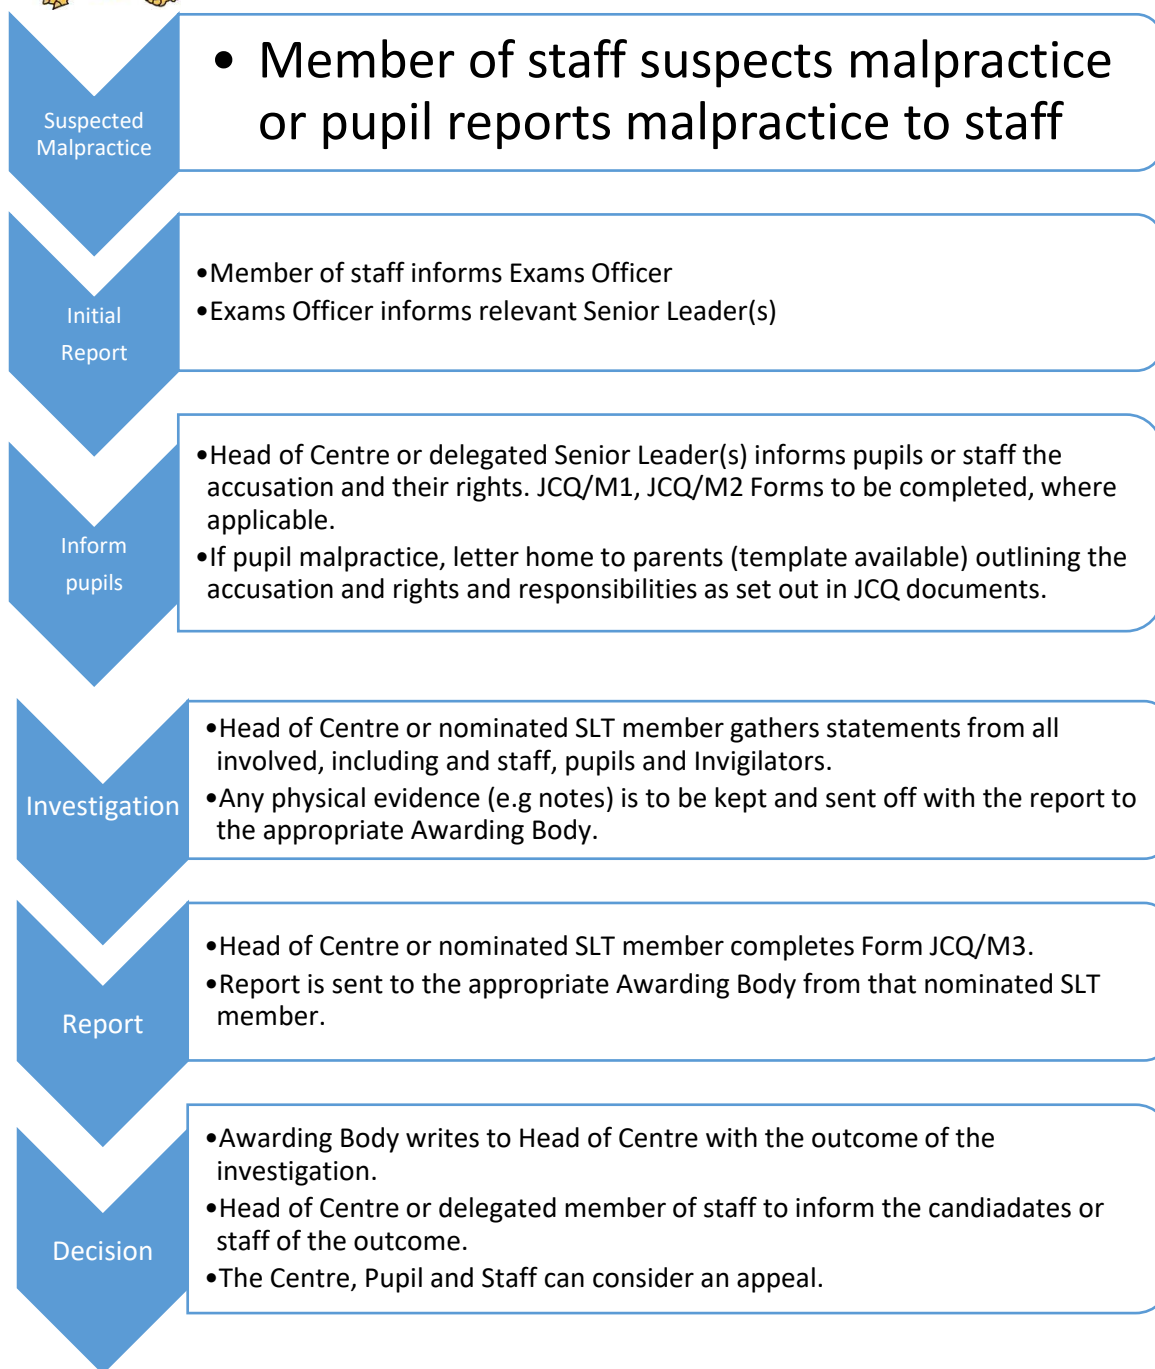 Suspected
Malpractice
• Member of staff suspects malpractice
or pupil reports malpractice to staff
Initial
Report
•Member of staff informs Exams Officer
•Exams Officer informs relevant Senior Leader(s)
Inform
pupils
•Head of Centre or delegated Senior Leader(s) informs pupils or staff the
accusation and their rights. JCQ/M1, JCQ/M2 Forms to be completed, where
applicable.
•If pupil malpractice, letter home to parents (template available) outlining the
accusation and rights and responsibilities as set out in JCQ documents.
Investigation
•Head of Centre or nominated SLT member gathers statements from all
involved, including and staff, pupils and Invigilators.
•Any physical evidence (e.g notes) is to be kept and sent off with the report to
the appropriate Awarding Body.
Report
•Head of Centre or nominated SLT member completes Form JCQ/M3.
•Report is sent to the appropriate Awarding Body from that nominated SLT
member.
Decision
•Awarding Body writes to Head of Centre with the outcome of the
investigation.
•Head of Centre or delegated member of staff to inform the candiadates or
staff of the outcome.
•The Centre, Pupil and Staff can consider an appeal.